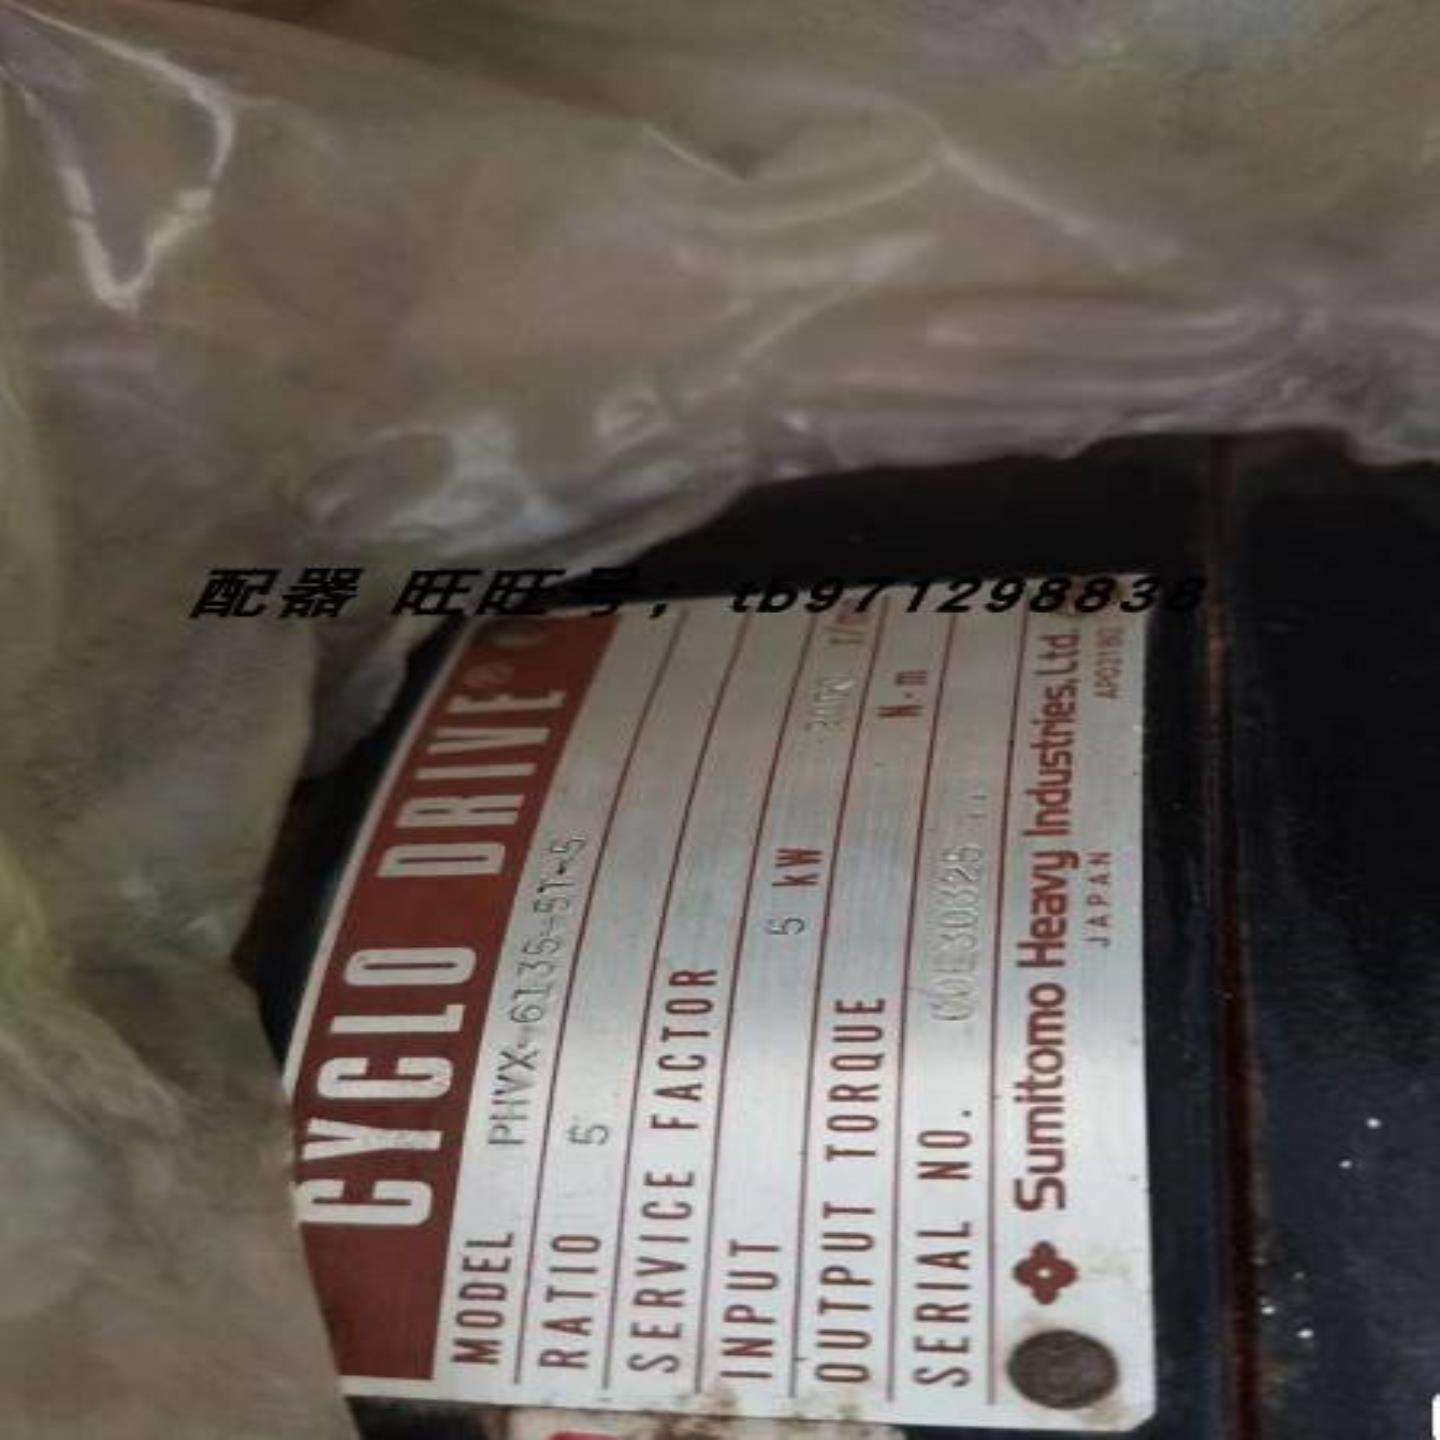 配器 旺旺号; tb971298838
CYCLO DRIVE®
MODEL PHVX-6135-5T-5
RATIO 5
SERVICE FACTOR
INPUT 5 kW r/min
OUTPUT TORQUE N·m
SERIAL NO.
Sumitomo Heavy Industries, Ltd.
JAPAN